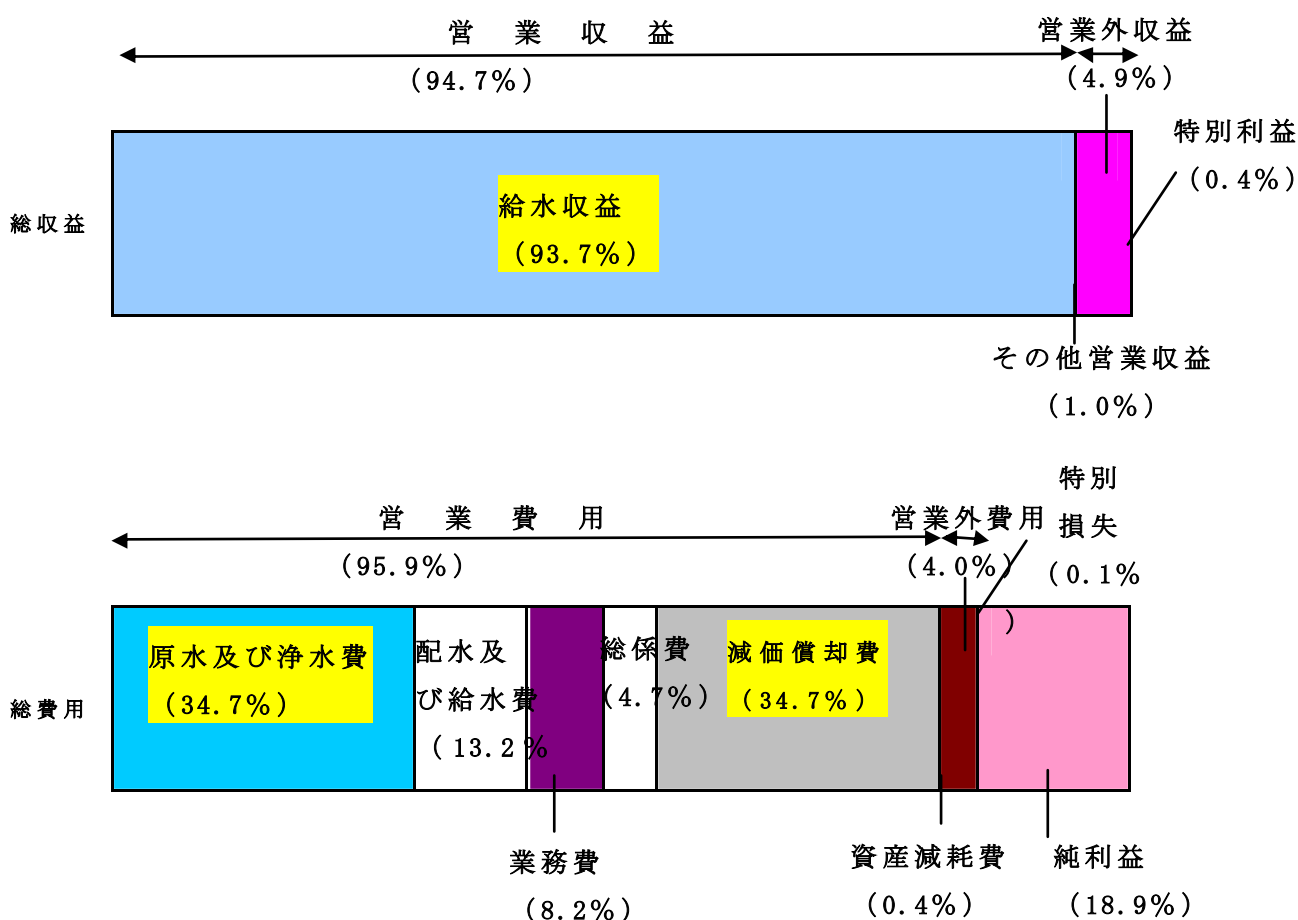 営業収益
(94.7%)
営業外収益
(4.9%)
特別利益
(0.4%)
総収益
給水収益
(93.7%)
その他営業収益
(1.0%)
営業費用
(95.9%)
営業外費用
(4.0%)
特別
損失
(0.1%
)
総費用
原水及び浄水費
(34.7%)
配水及
び給水費
(13.2%
総係費
(4.7%)
減価償却費
(34.7%)
業務費
(8.2%)
資産減耗費
(0.4%)
純利益
(18.9%)